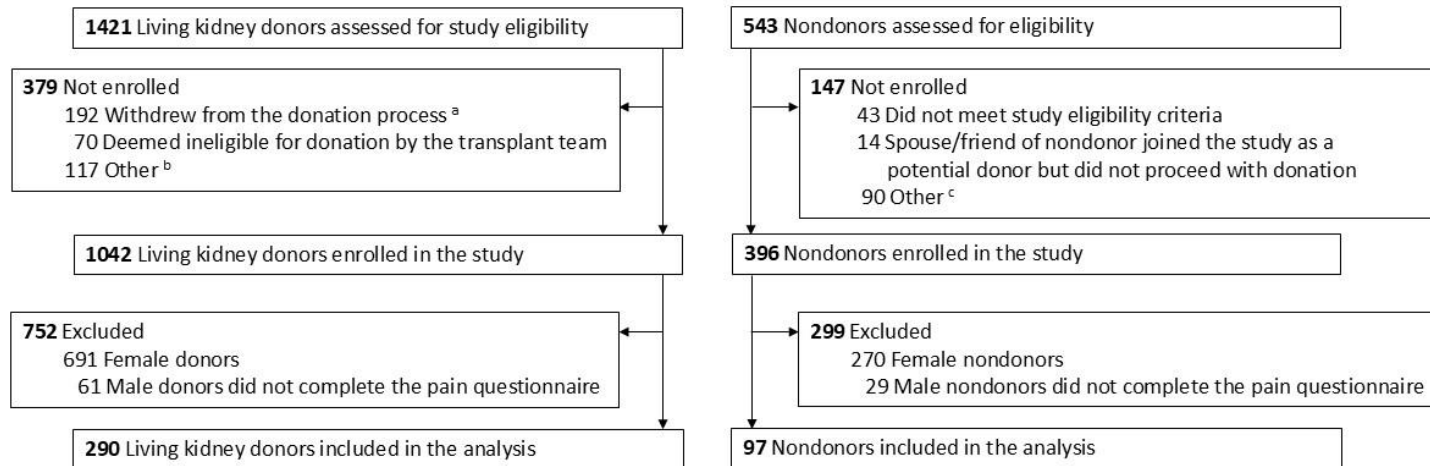 1421 Living kidney donors assessed for study eligibility
379 Not enrolled
192 Withdrew from the donation process a
70 Deemed ineligible for donation by the transplant team
117 Other b
1042 Living kidney donors enrolled in the study
752 Excluded
691 Female donors
61 Male donors did not complete the pain questionnaire
290 Living kidney donors included in the analysis
543 Nondonors assessed for eligibility
147 Not enrolled
43 Did not meet study eligibility criteria
14 Spouse/friend of nondonor joined the study as a
potential donor but did not proceed with donation
90 Other c
396 Nondonors enrolled in the study
299 Excluded
270 Female nondonors
29 Male nondonors did not complete the pain questionnaire
97 Nondonors included in the analysis